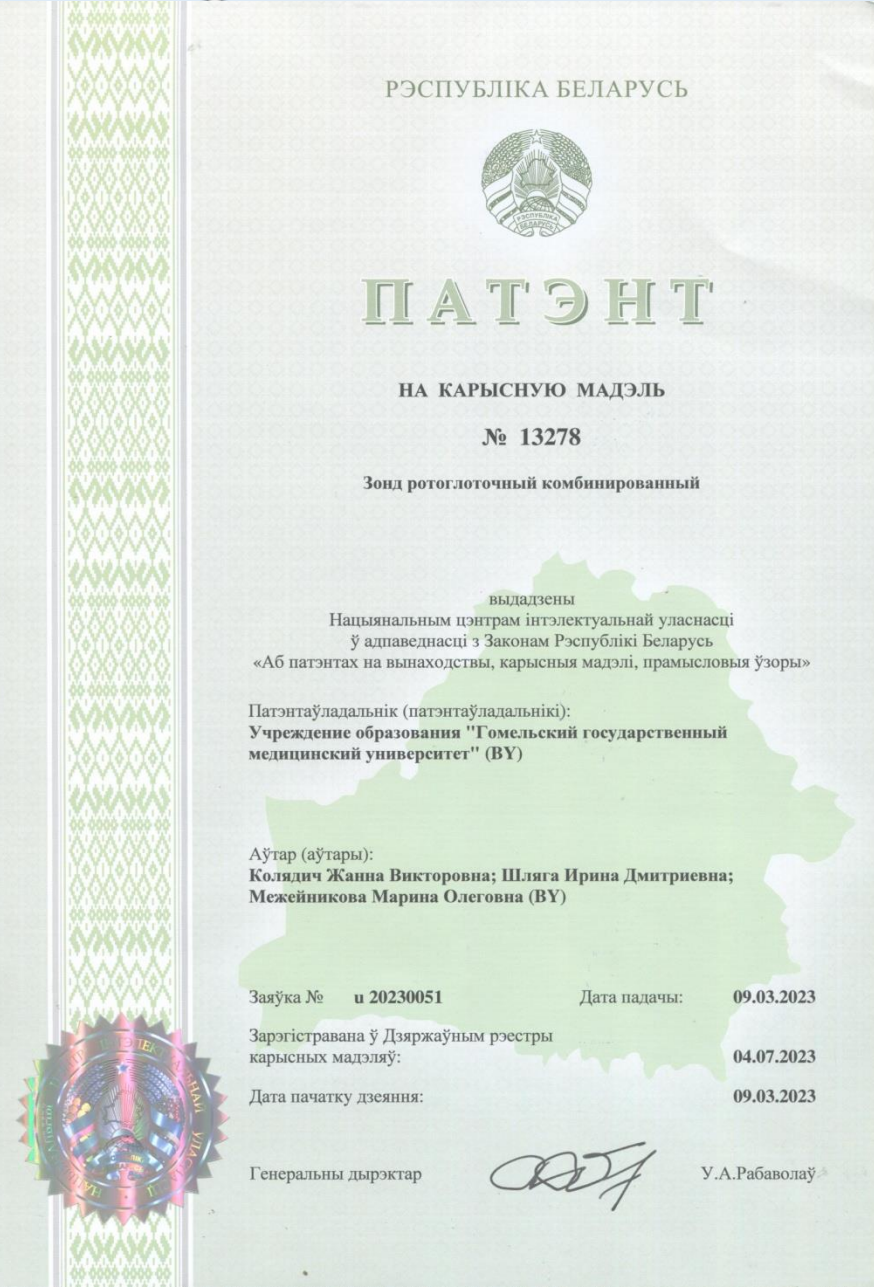 РЭСПУБЛІКА БЕЛАРУСЬ
РЭСПУБЛІКА
БЕЛАРУСЬ
ПАТЭНТ
НА КАРЫСНУЮ МАДЭЛЬ
№ 13278
Зонд ротоглоточный комбинированный
выдадзены
Нацыянальным цэнтрам інтэлектуальнай уласнасці
ў адпаведнасці з Законам Рэспублікі Беларусь
«Аб патэнтах на вынаходствы, карысныя мадэлі, прамысловыя ўзоры»
Патэнтаўладальнік (патэнтаўладальнікі):
Учреждение образования "Гомельский государственный
медицинский университет" (BY)
Аўтар (аўтары):
Колядич Жанна Викторовна; Шляга Ирина Дмитриевна;
Межейникова Марина Олеговна (BY)
Заяўка № u 20230051 Дата падачы: 09.03.2023
Зарэгістравана ў Дзяржаўным рэестры
карысных мадэляў: 04.07.2023
Дата пачатку дзеяння: 09.03.2023
Генеральны дырэктар У.А.Рабаволаў